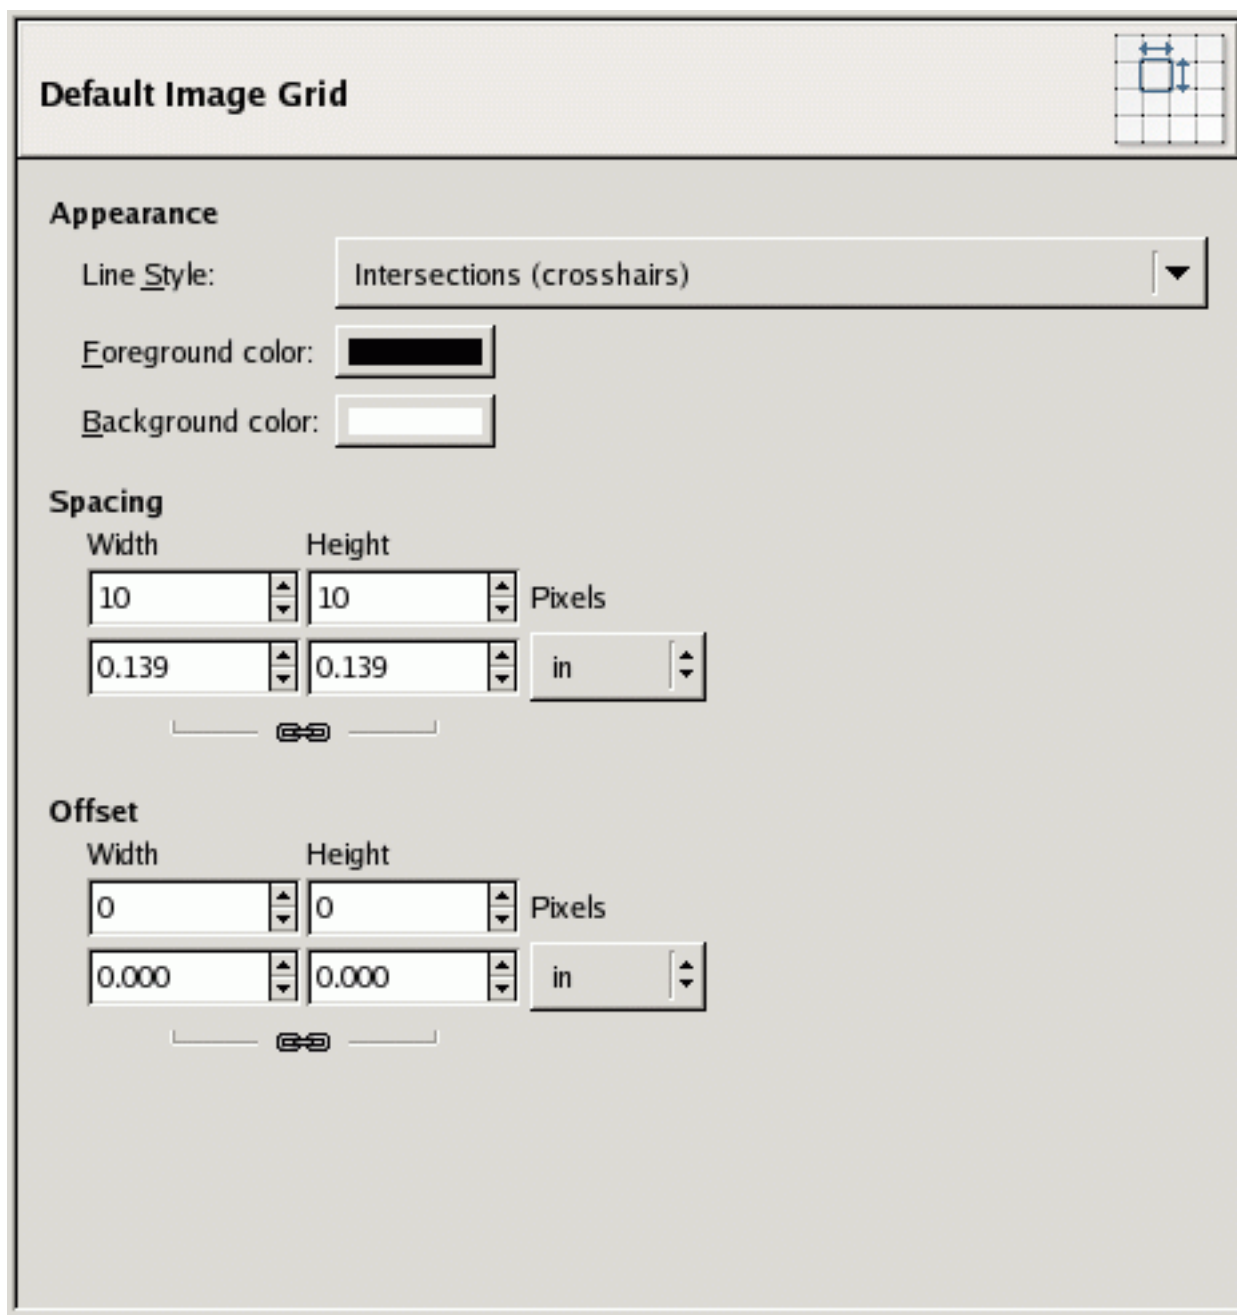 Default Image Grid
Appearance
Line Style: Intersections (crosshairs)
Foreground color:
Background color:
Spacing
Width Height
10 10 Pixels
0.139 0.139 in
Offset
Width Height
0 0 Pixels
0.000 0.000 in